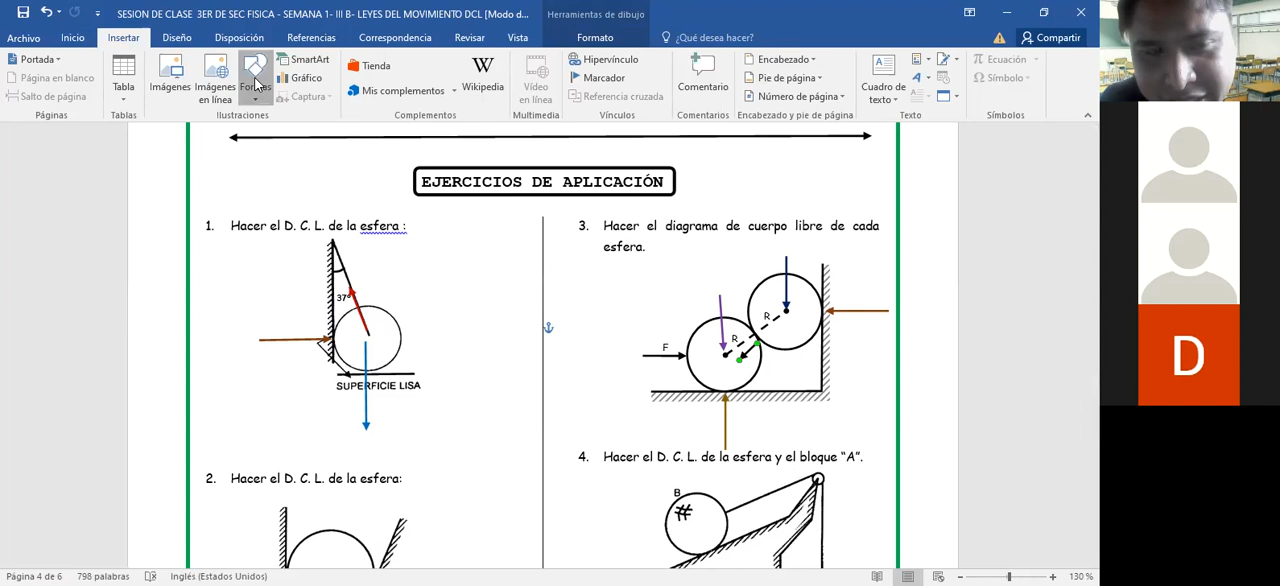 SESION DE CLASE 3ER DE SEC FISICA - SEMANA 1- III B- LEYES DEL MOVIMIENTO DCL [Modo d...
Herramientas de dibujo
Archivo Inicio Insertar Diseño Disposición Referencias Correspondencia Revisar Vista Formato ¿Qué desea hacer? Compartir
Portada
Página en blanco
Salto de página
Páginas
Tabla
Tablas
Imágenes
Imágenes en línea
Formas
SmartArt
Gráfico
Captura
Ilustraciones
Tienda
Mis complementos
Wikipedia
Complementos
Vídeo en línea
Multimedia
Hipervínculo
Marcador
Referencia cruzada
Vínculos
Comentario
Comentarios
Encabezado
Pie de página
Número de página
Encabezado y pie de página
Cuadro de texto
Texto
Ecuación
Símbolo
Símbolos
EJERCICIOS DE APLICACIÓN
1. Hacer el D. C. L. de la esfera :
37º
SUPERFICIE LISA
2. Hacer el D. C. L. de la esfera:
3. Hacer el diagrama de cuerpo libre de cada
esfera.
R
R
F
4. Hacer el D. C. L. de la esfera y el bloque “A”.
B
D
Página 4 de 6 798 palabras Inglés (Estados Unidos) 130 %